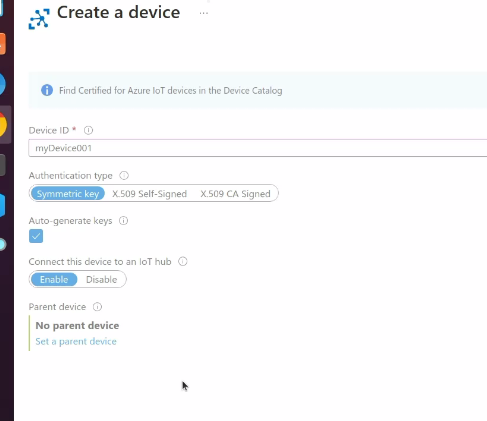 Create a device ...
Find Certified for Azure IoT devices in the Device Catalog
Device ID *
myDevice001
Authentication type
Symmetric key X.509 Self-Signed X.509 CA Signed
Auto-generate keys
Connect this device to an IoT hub
Enable Disable
Parent device
No parent device
Set a parent device